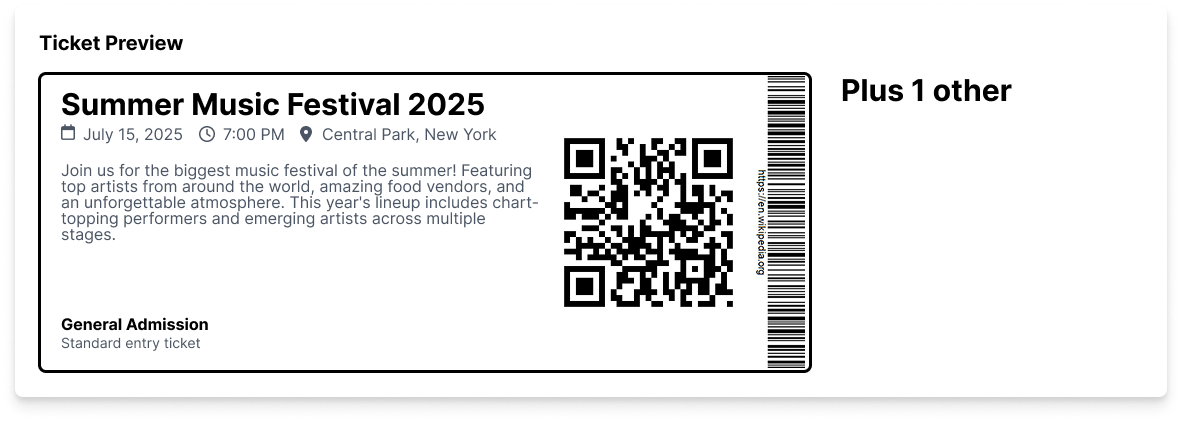 Ticket Preview
Summer Music Festival 2025
July 15, 2025 7:00 PM Central Park, New York
Join us for the biggest music festival of the summer! Featuring
top artists from around the world, amazing food vendors, and
an unforgettable atmosphere. This year's lineup includes chart-
topping performers and emerging artists across multiple
stages.
General Admission
Standard entry ticket
https://en.wikipedia.org
Plus 1 other